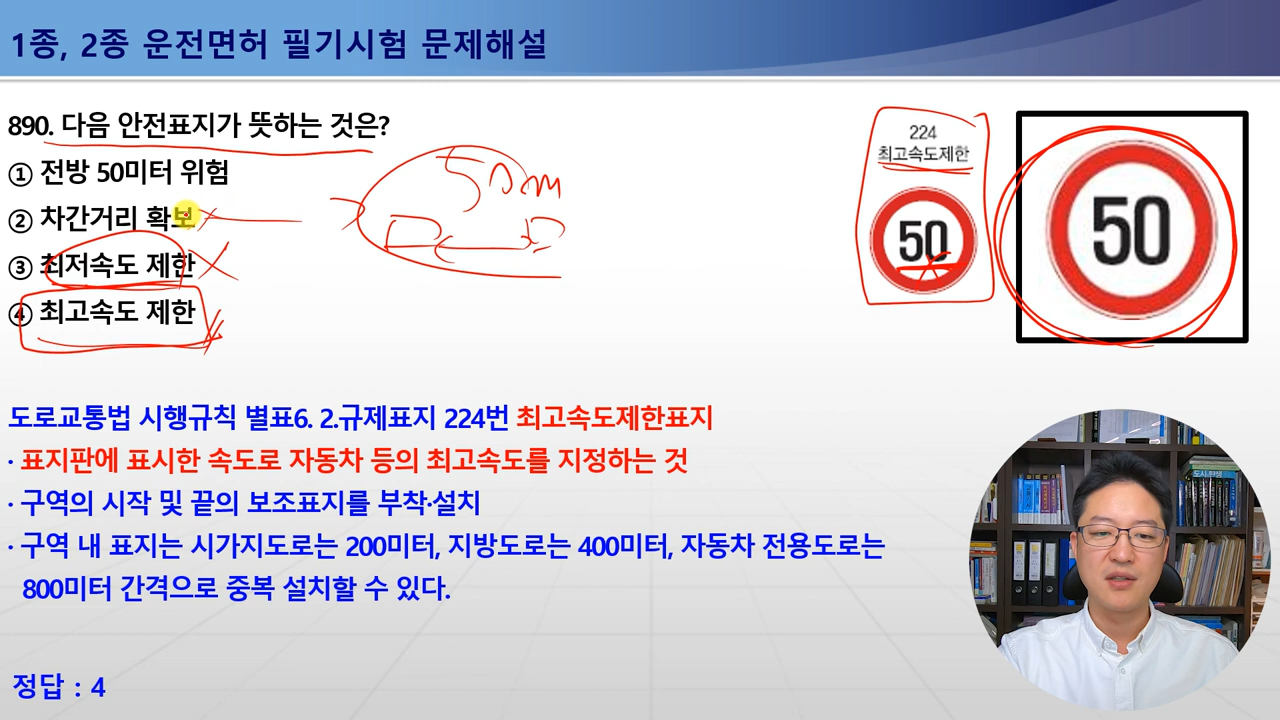 1종, 2종 운전면허 필기시험 문제해설
890. 다음 안전표지가 뜻하는 것은?
① 전방 50미터 위험
② 차간거리 확보
③ 최저속도 제한
④ 최고속도 제한
50m
224
최고속도제한
50
50
도로교통법 시행규칙 별표6. 2.규제표지 224번 최고속도제한표지
· 표지판에 표시한 속도로 자동차 등의 최고속도를 지정하는 것
· 구역의 시작 및 끝의 보조표지를 부착·설치
· 구역 내 표지는 시가지도로는 200미터, 지방도로는 400미터, 자동차 전용도로는
800미터 간격으로 중복 설치할 수 있다.
정답 : 4